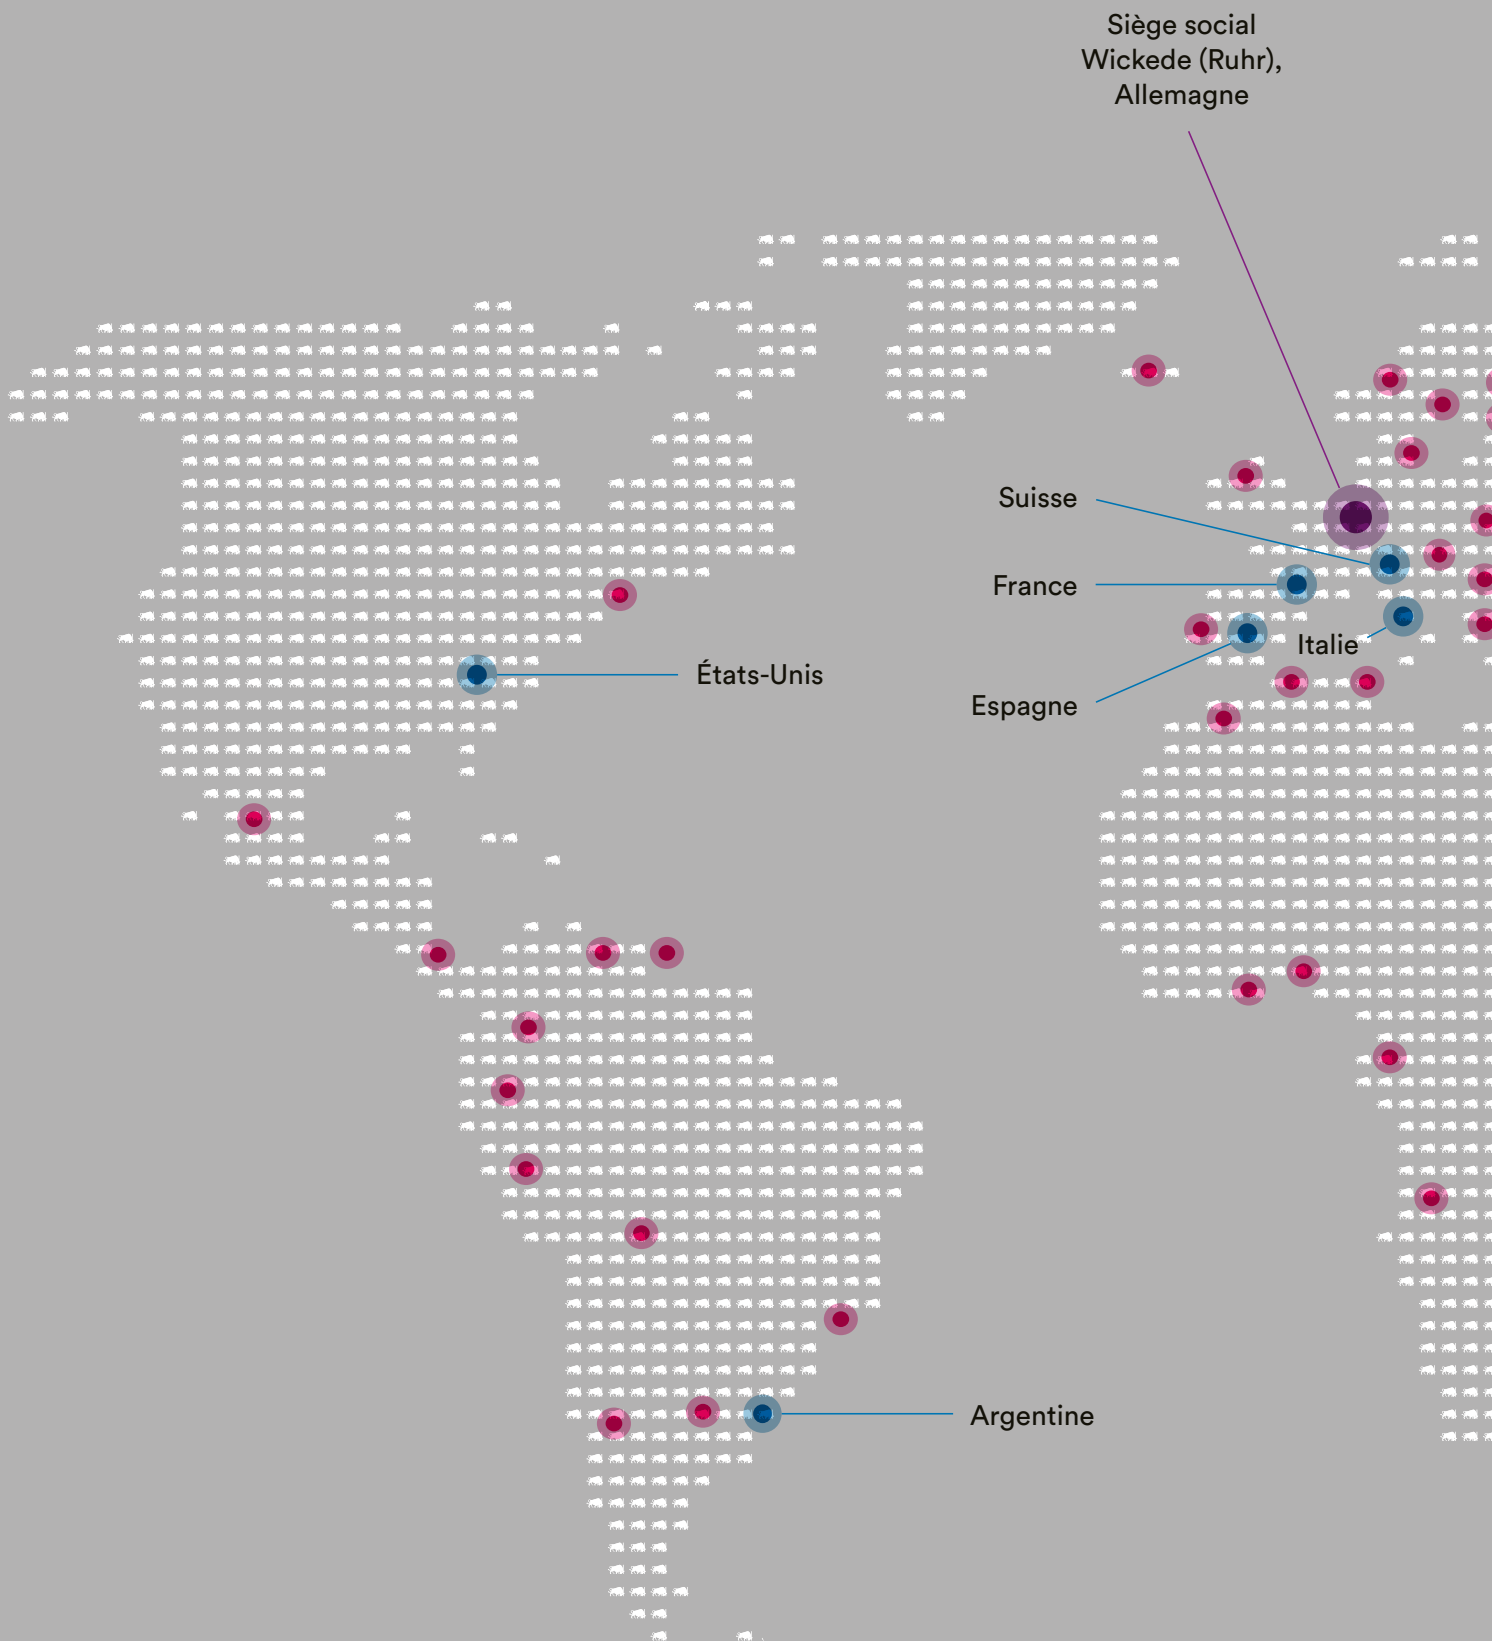 Siège social
Wickede (Ruhr),
Allemagne
Suisse
France
Italie
États-Unis
Espagne
Argentine